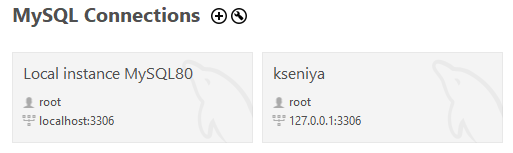 MySQL Connections
Local instance MySQL80
root
localhost:3306
kseniya
root
127.0.0.1:3306